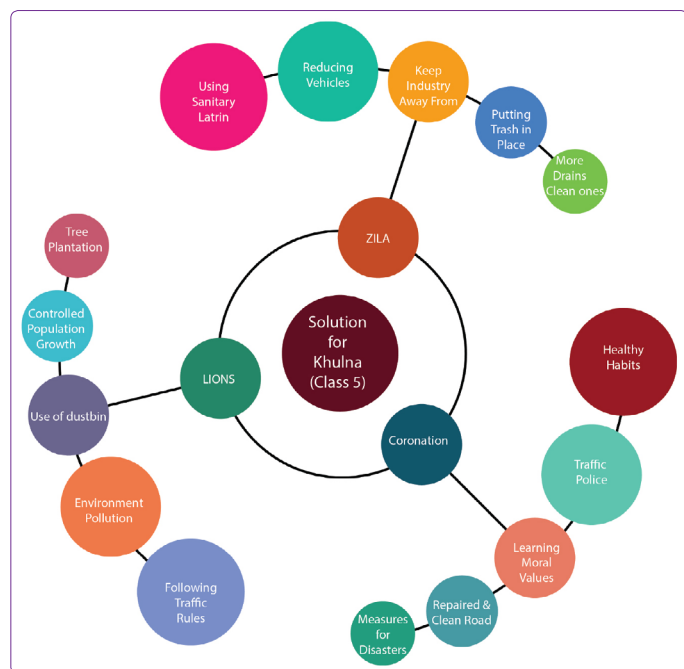 Using
Sanitary
Latrin
Reducing
Vehicles
Keep
Industry
Away From
Putting
Trash in
Place
More
Drains
Clean ones
ZILA
Tree
Plantation
Controlled
Population
Growth
Use of dustbin
LIONS
Environment
Pollution
Following
Traffic
Rules
Solution
for
Khulna
(Class 5)
Coronation
Healthy
Habits
Traffic
Police
Learning
Moral
Values
Repaired &
Clean Road
Measures
for
Disasters